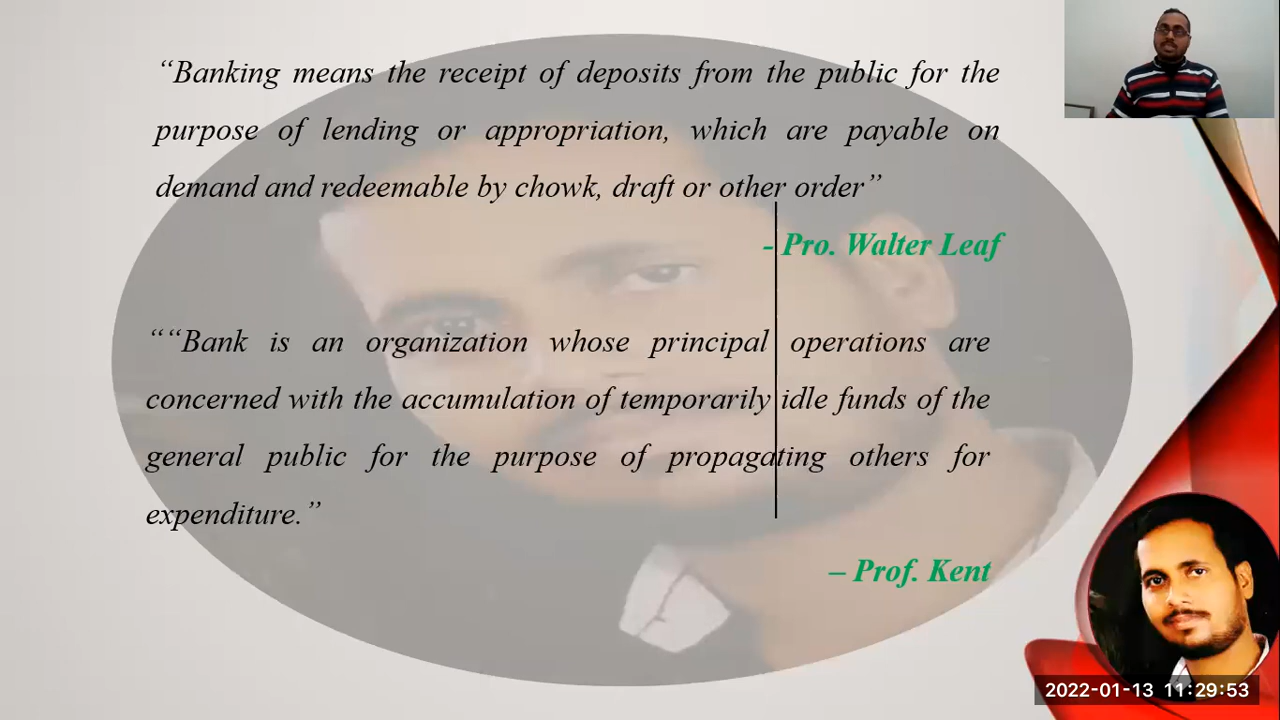 “Banking means the receipt of deposits from the public for the
purpose of lending or appropriation, which are payable on
demand and redeemable by chowk, draft or other order”
- Pro. Walter Leaf
““Bank is an organization whose principal operations are
concerned with the accumulation of temporarily idle funds of the
general public for the purpose of propagating others for
expenditure.”
– Prof. Kent
2022-01-13 11:29:53